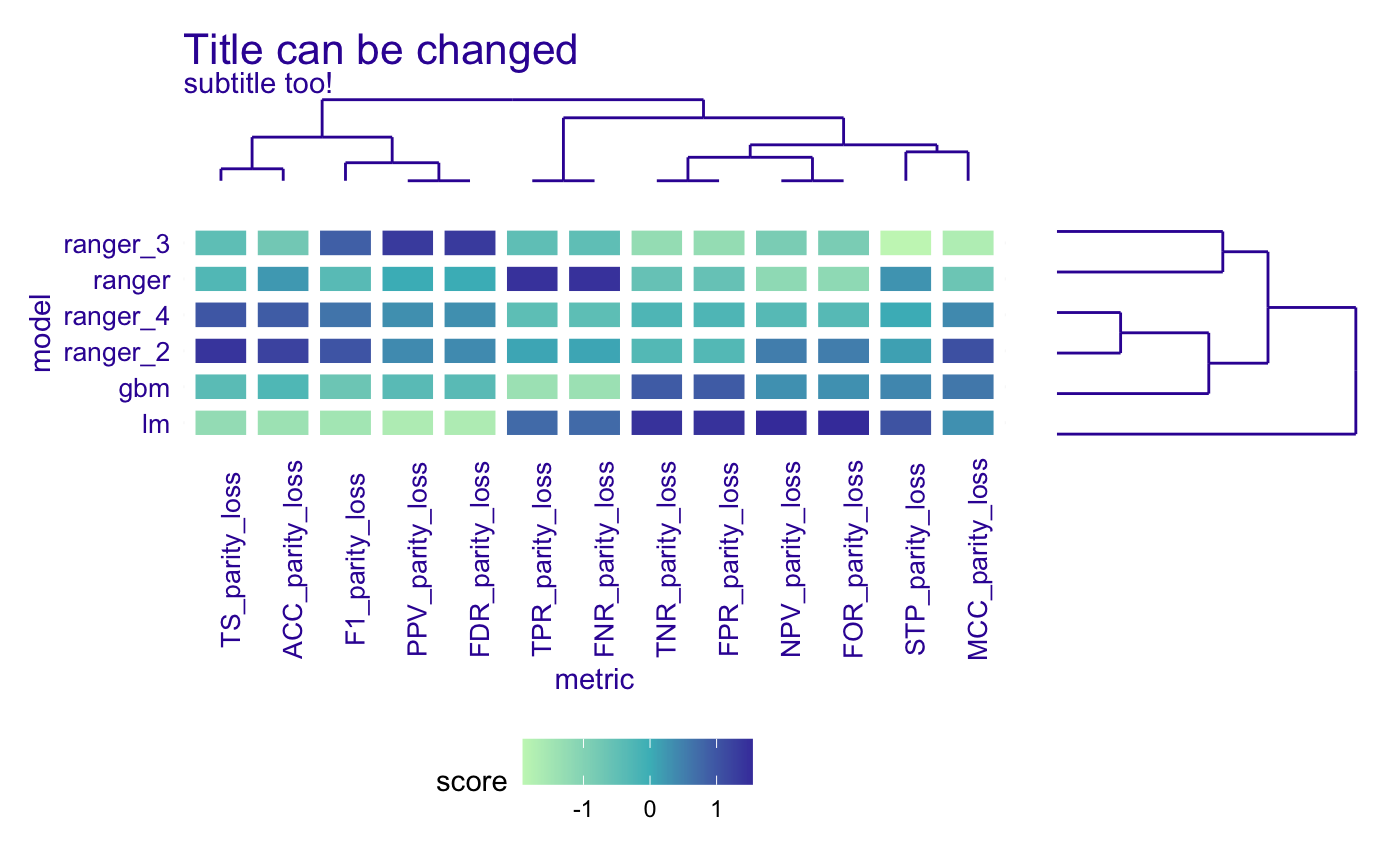 Title can be changed
subtitle too!
model
ranger_3
ranger
ranger_4
ranger_2
gbm
lm
TS_parity_loss
ACC_parity_loss
F1_parity_loss
PPV_parity_loss
FDR_parity_loss
TPR_parity_loss
FNR_parity_loss
TNR_parity_loss
FPR_parity_loss
NPV_parity_loss
FOR_parity_loss
STP_parity_loss
MCC_parity_loss
metric
score
-1 0 1